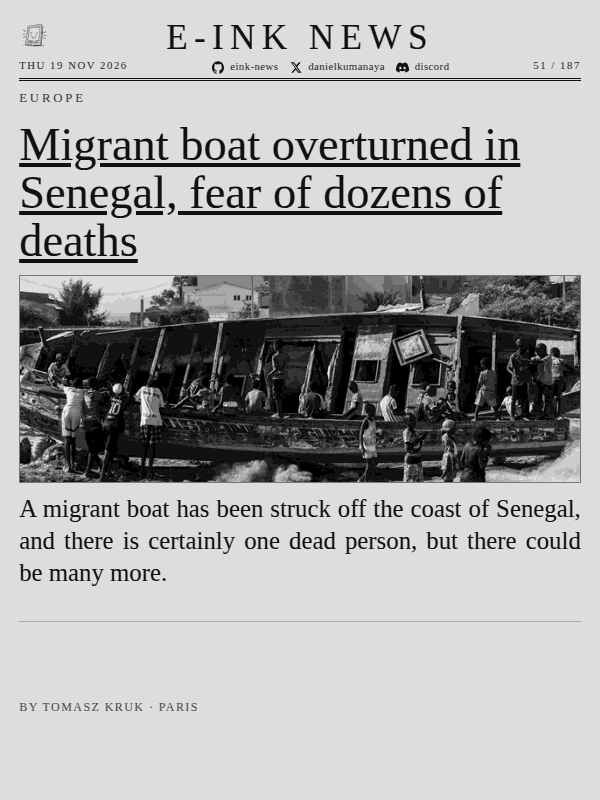 E-INK NEWS
THU 19 NOV 2026
eink-news danielkumanaya discord
51 / 187
EUROPE
Migrant boat overturned in
Senegal, fear of dozens of
deaths
10
A migrant boat has been struck off the coast of Senegal,
and there is certainly one dead person, but there could
be many more.
BY TOMASZ KRUK · PARIS